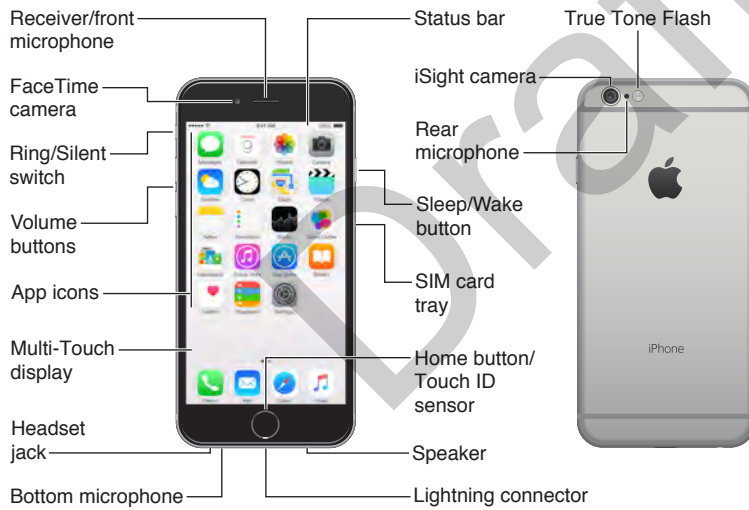 Receiver/front
microphone
FaceTime
camera
Ring/Silent
switch
Volume
buttons
App icons
Multi-Touch
display
Headset
jack
Bottom microphone
Status bar
Sleep/Wake
button
SIM card
tray
Home button/
Touch ID
sensor
Speaker
Lightning connector
True Tone Flash
iSight camera
Rear
microphone
iPhone
Draft